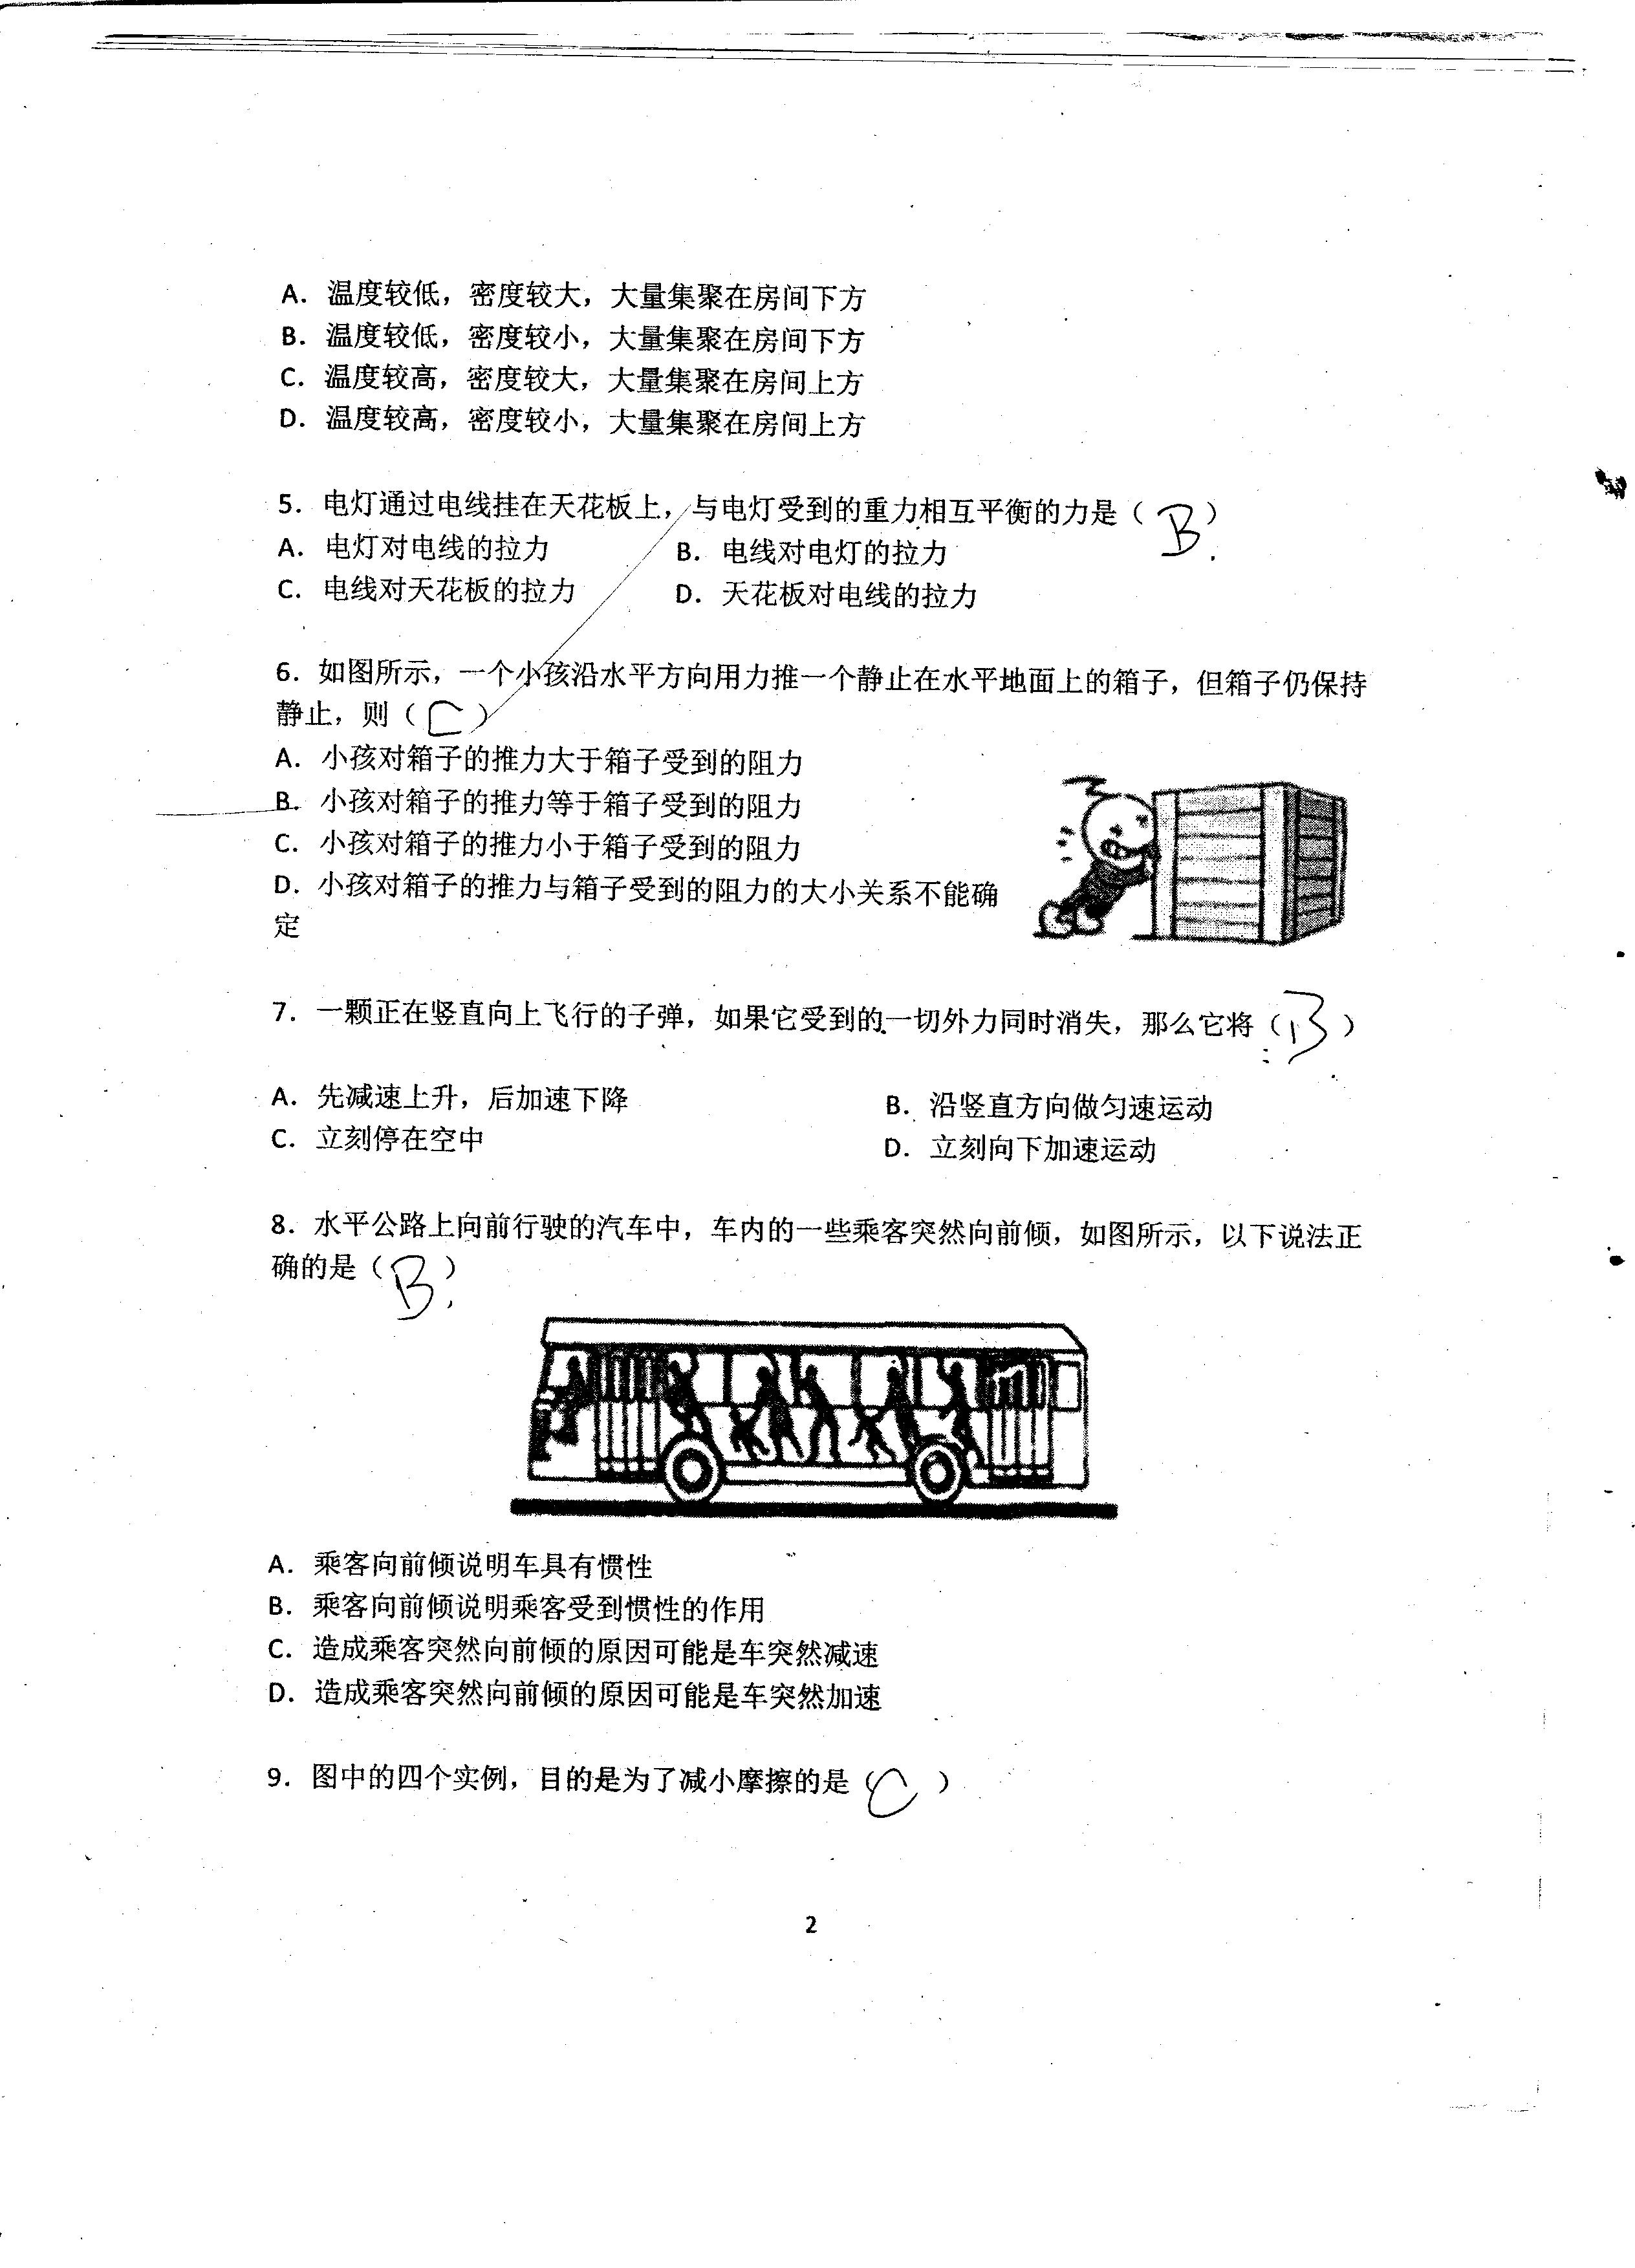 A. 温度较低，密度较大，大量集聚在房间下方
B. 温度较低，密度较小，大量集聚在房间下方
C. 温度较高，密度较大，大量集聚在房间上方
D. 温度较高，密度较小，大量集聚在房间上方
5. 电灯通过电线挂在天花板上，与电灯受到的重力相互平衡的力是（B）
A. 电灯对电线的拉力 B. 电线对电灯的拉力
C. 电线对天花板的拉力 D. 天花板对电线的拉力
6. 如图所示，一个小孩沿水平方向用力推一个静止在水平地面上的箱子，但箱子仍保持
静止，则（C）
A. 小孩对箱子的推力大于箱子受到的阻力
B. 小孩对箱子的推力等于箱子受到的阻力
C. 小孩对箱子的推力小于箱子受到的阻力
D. 小孩对箱子的推力与箱子受到的阻力的大小关系不能确
定
7. 一颗正在竖直向上飞行的子弹，如果它受到的一切外力同时消失，那么它将（B）
A. 先减速上升，后加速下降 B. 沿竖直方向做匀速运动
C. 立刻停在空中 D. 立刻向下加速运动
8. 水平公路上向前行驶的汽车中，车内的一些乘客突然向前倾，如图所示，以下说法正
确的是（B）
A. 乘客向前倾说明车具有惯性
B. 乘客向前倾说明乘客受到惯性的作用
C. 造成乘客突然向前倾的原因可能是车突然减速
D. 造成乘客突然向前倾的原因可能是车突然加速
9. 图中的四个实例，目的是为了减小摩擦的是（C）
2